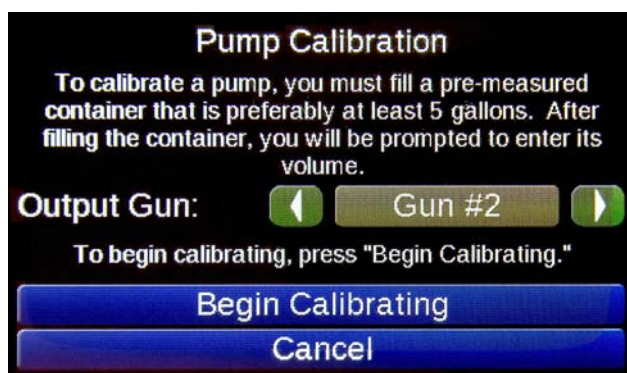 Pump Calibration
To calibrate a pump, you must fill a pre-measured
container that is preferably at least 5 gallons. After
filling the container, you will be prompted to enter its
volume.
Output Gun: Gun #2
To begin calibrating, press "Begin Calibrating."
Begin Calibrating
Cancel